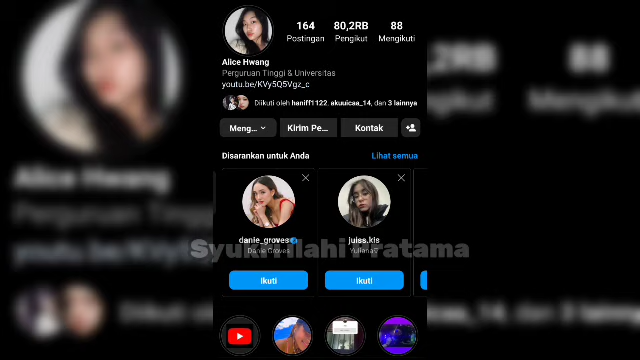 164
80,2RB
88
Postingan
Pengikut
Mengikuti
Alice Hwang
Perguruan Tinggi & Universitas
youtu.be/KVy5Q5Vgz_c
Diikuti oleh haniff1122, akuuicaa_14, dan 3 lainnya
Meng...
Kirim Pe...
Kontak
Disarankan untuk Anda
Lihat semua
danie_groves
Danie Groves
Ikuti
juiss.kls
Ikuti